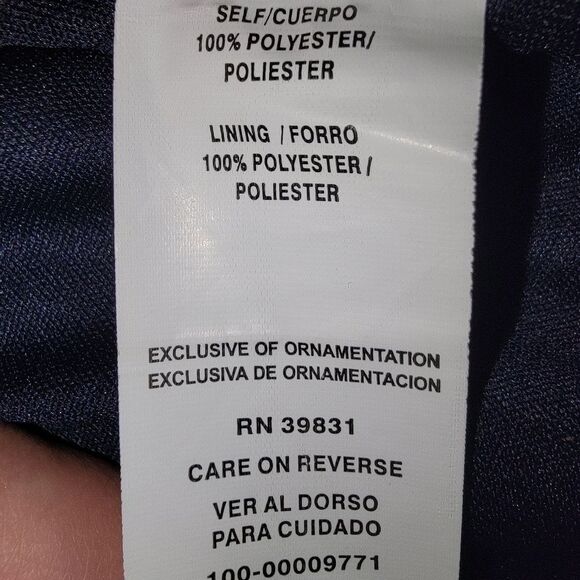 SELF/CUERPO
100% POLYESTER/
POLIESTER
LINING / FORRO
100% POLYESTER /
POLIESTER
EXCLUSIVE OF ORNAMENTATION
EXCLUSIVA DE ORNAMENTACION
RN 39831
CARE ON REVERSE
VER AL DORSO
PARA CUIDADO
100-00009771